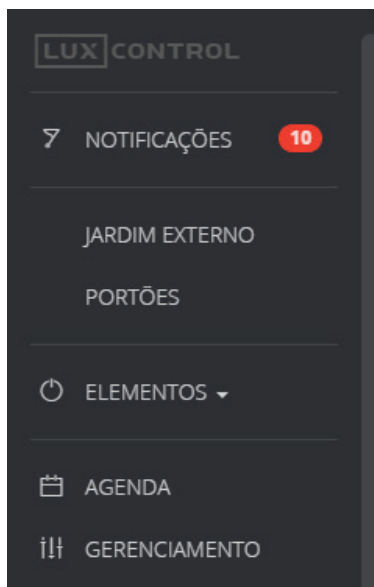 LUX CONTROL
NOTIFICAÇÕES 10
JARDIM EXTERNO
PORTÕES
ELEMENTOS
AGENDA
GERENCIAMENTO